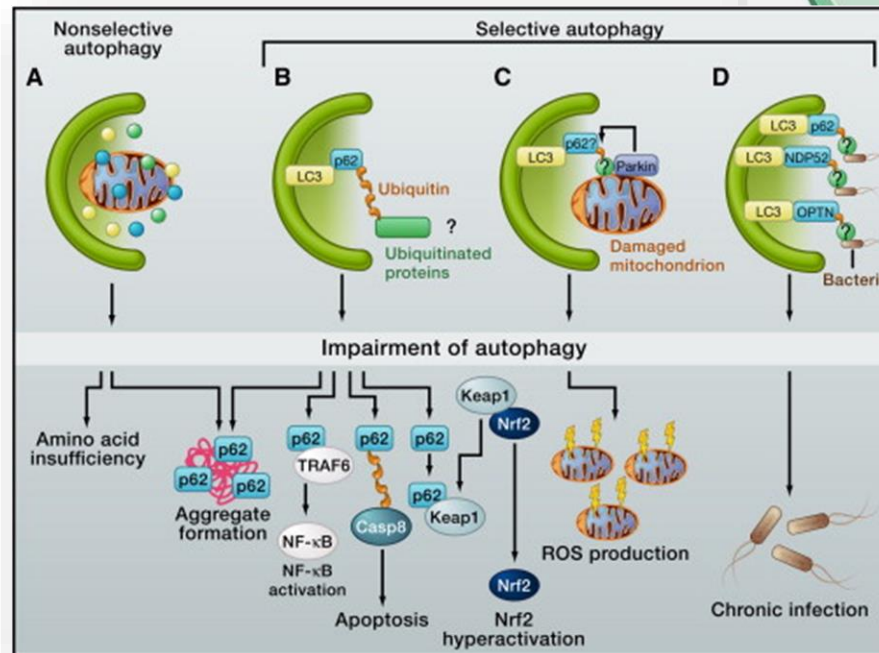 Nonselective
autophagy
Selective autophagy
A
B
C
D
LC3
p62
Ubiquitin
?
Ubiquitinated
proteins
LC3
p62?
?
Parkin
Damaged
mitochondrion
LC3
p62
?
LC3
NDP52
?
LC3
OPTN
?
Bacteri
Impairment of autophagy
Amino acid
insufficiency
p62
p62
p62
Aggregate
formation
p62
TRAF6
NF-κB
NF-κB
activation
p62
Casp8
Apoptosis
p62
p62
Keap1
Keap1
Nrf2
Nrf2
Nrf2
hyperactivation
ROS production
Chronic infection